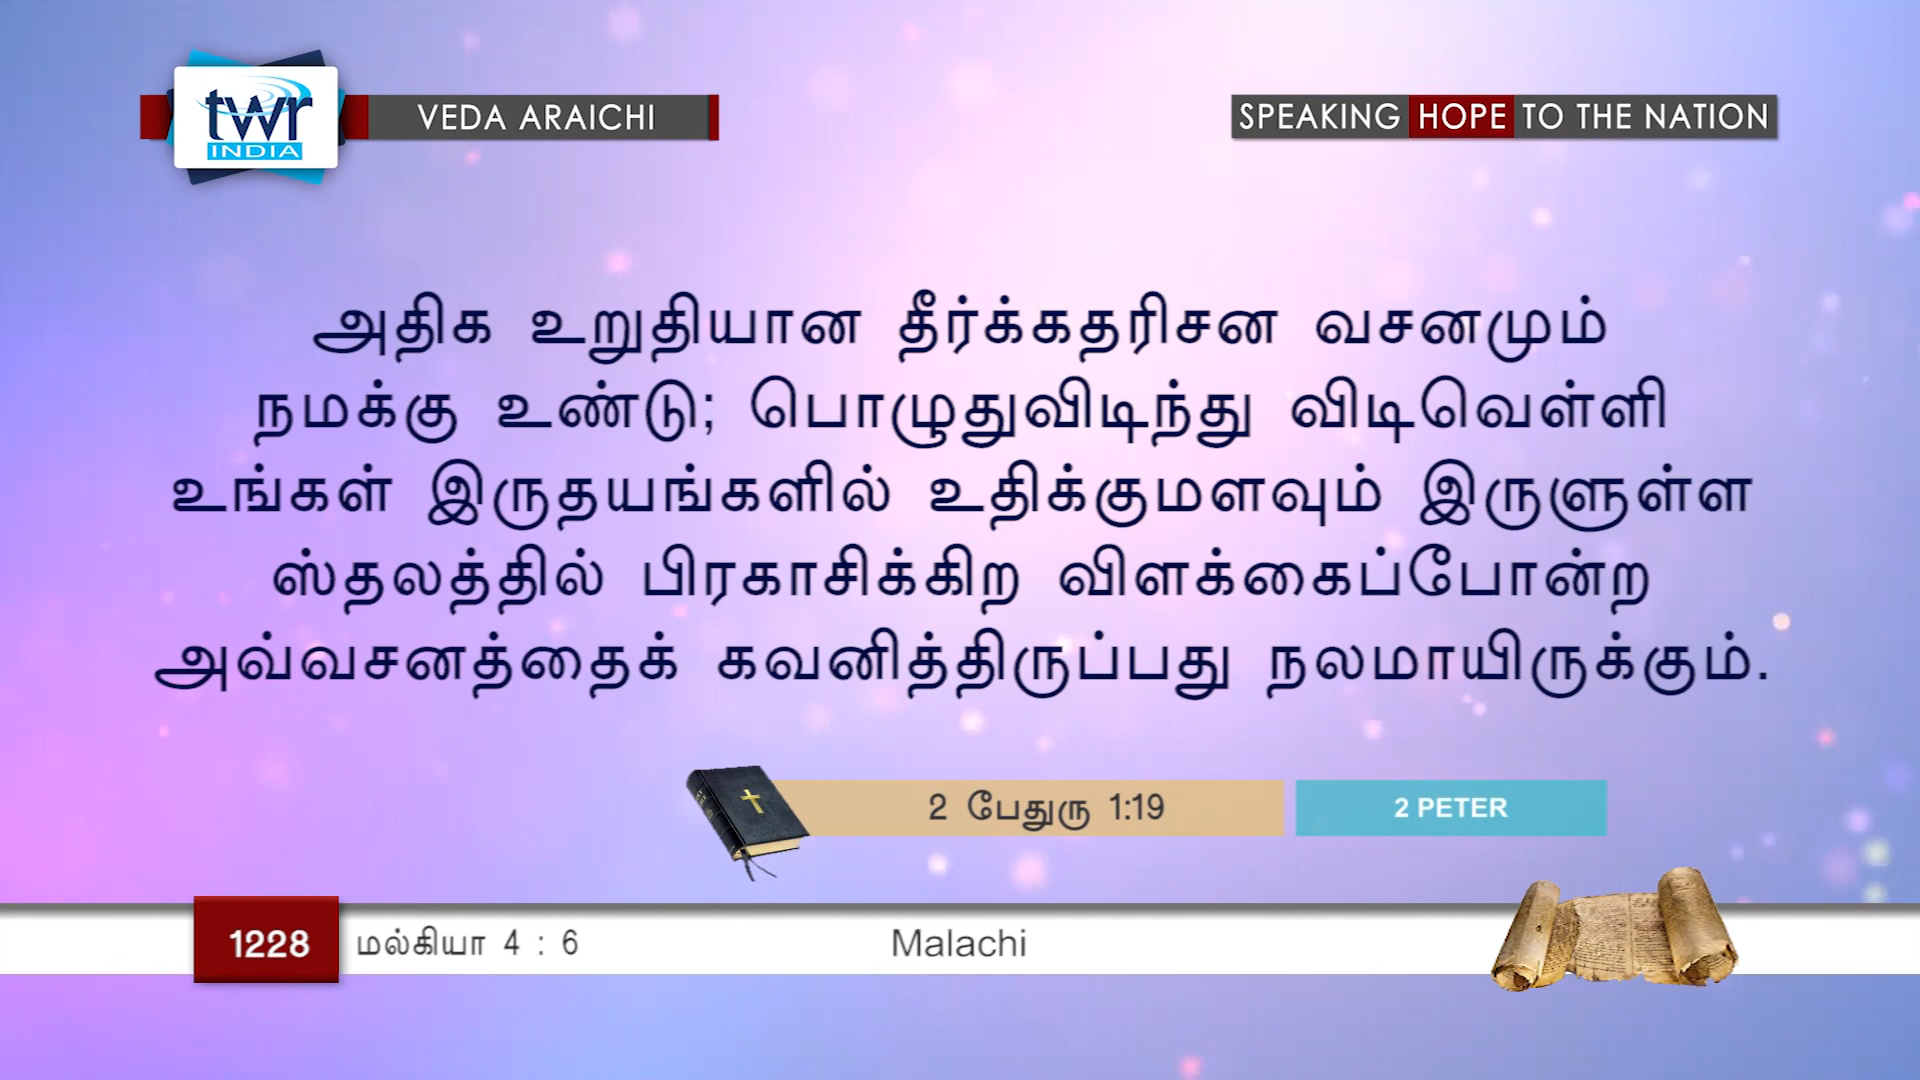 twr
INDIA
VEDA ARAICHI
SPEAKING HOPE TO THE NATION
அதிக உறுதியான தீர்க்கதரிசன வசனமும்
நமக்கு உண்டு; பொழுதுவிடிந்து விடிவெள்ளி
உங்கள் இருதயங்களில் உதிக்குமளவும் இருளுள்ள
ஸ்தலத்தில் பிரகாசிக்கிற விளக்கைப்போன்ற
அவ்வசனத்தைக் கவனித்திருப்பது நலமாயிருக்கும்.
2 பேதுரு 1:19
2 PETER
1228
மல்கியா 4 : 6
Malachi